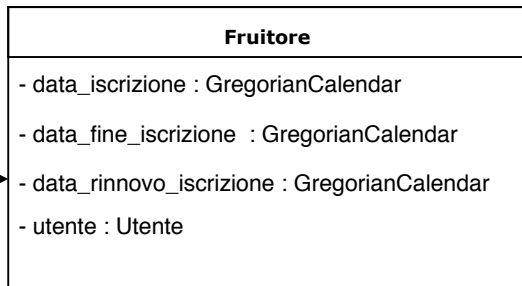 Fruitore
- data_iscrizione : GregorianCalendar
- data_fine_iscrizione : GregorianCalendar
- data_rinnovo_iscrizione : GregorianCalendar
- utente : Utente